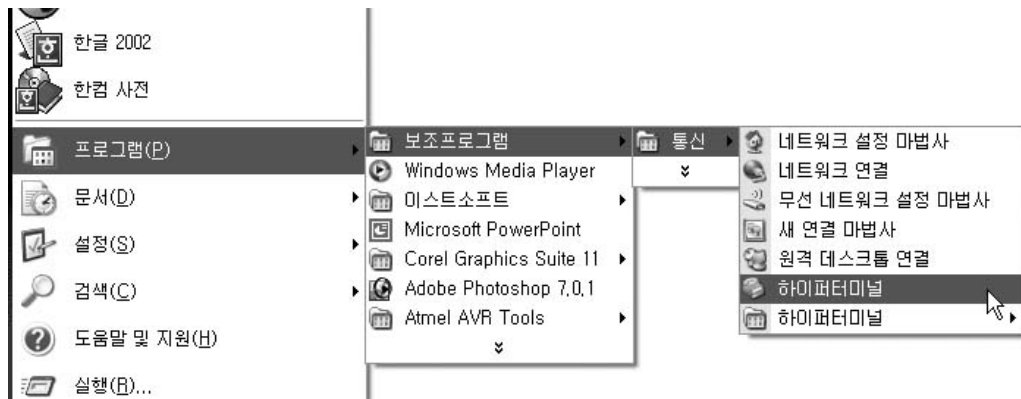 한글 2002
한컴 사전
프로그램(P)
문서(D)
설정(S)
검색(C)
도움말 및 지원(H)
실행(R)...
보조프로그램
Windows Media Player
이스트소프트
Microsoft PowerPoint
Corel Graphics Suite 11
Adobe Photoshop 7.0.1
Atmel AVR Tools
통신
네트워크 설정 마법사
네트워크 연결
무선 네트워크 설정 마법사
새 연결 마법사
원격 데스크톱 연결
하이퍼터미널
하이퍼터미널